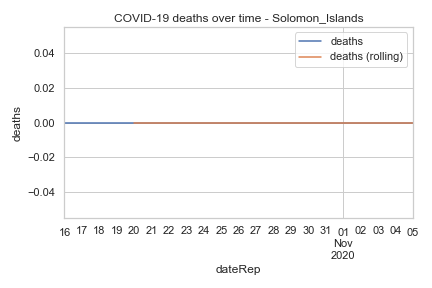 COVID-19 deaths over time - Solomon_Islands
deaths
deaths (rolling)
0.04
0.02
0.00
−0.02
−0.04
deaths
16 17 18 19 20 21 22 23 24 25 26 27 28 29 30 31 01 02 03 04 05
Nov
2020
dateRep